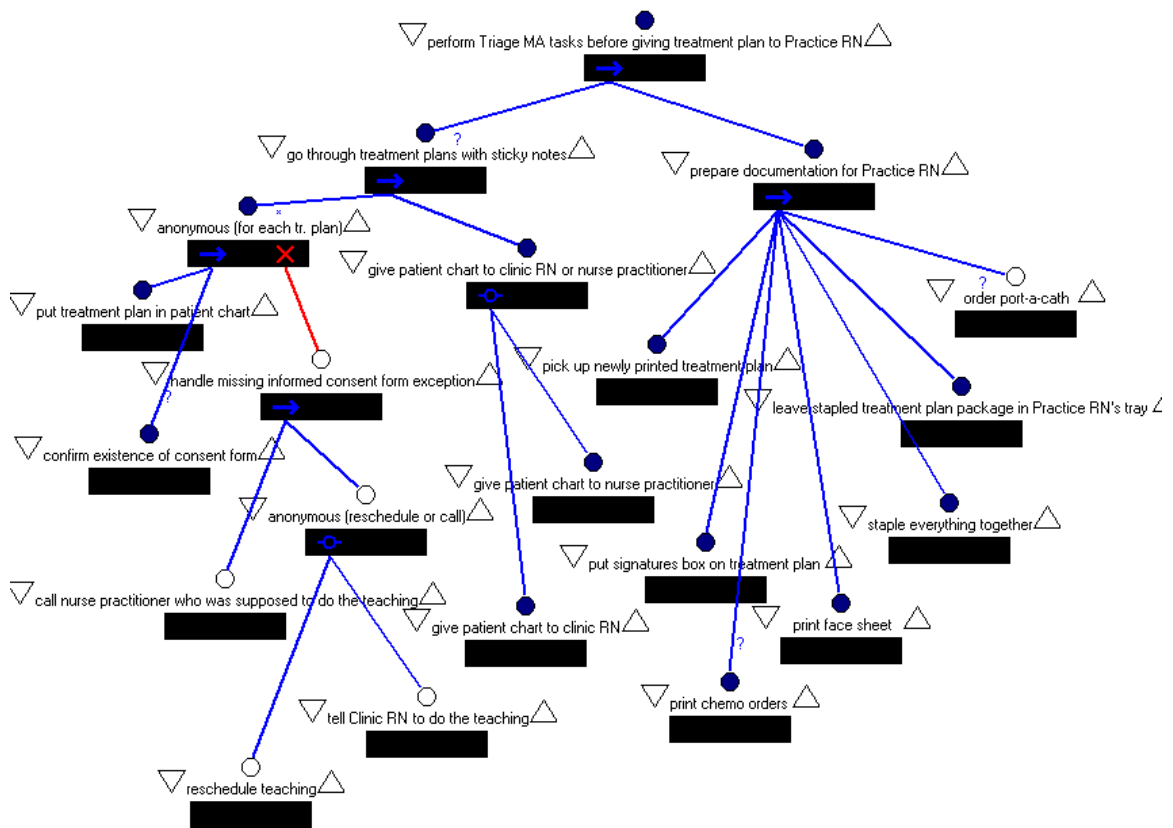 perform Triage MA tasks before giving treatment plan to Practice RN
?
go through treatment plans with sticky notes
prepare documentation for Practice RN
*
anonymous (for each tr. plan)
give patient chart to clinic RN or nurse practitioner
?
order port-a-cath
put treatment plan in patient chart
handle missing informed consent form exception
pick up newly printed treatment plan
?
leave stapled treatment plan package in Practice RN's tray
confirm existence of consent form
give patient chart to nurse practitioner
anonymous (reschedule or call)
staple everything together
put signatures box on treatment plan
call nurse practitioner who was supposed to do the teaching
give patient chart to clinic RN
print face sheet
?
print chemo orders
tell Clinic RN to do the teaching
reschedule teaching